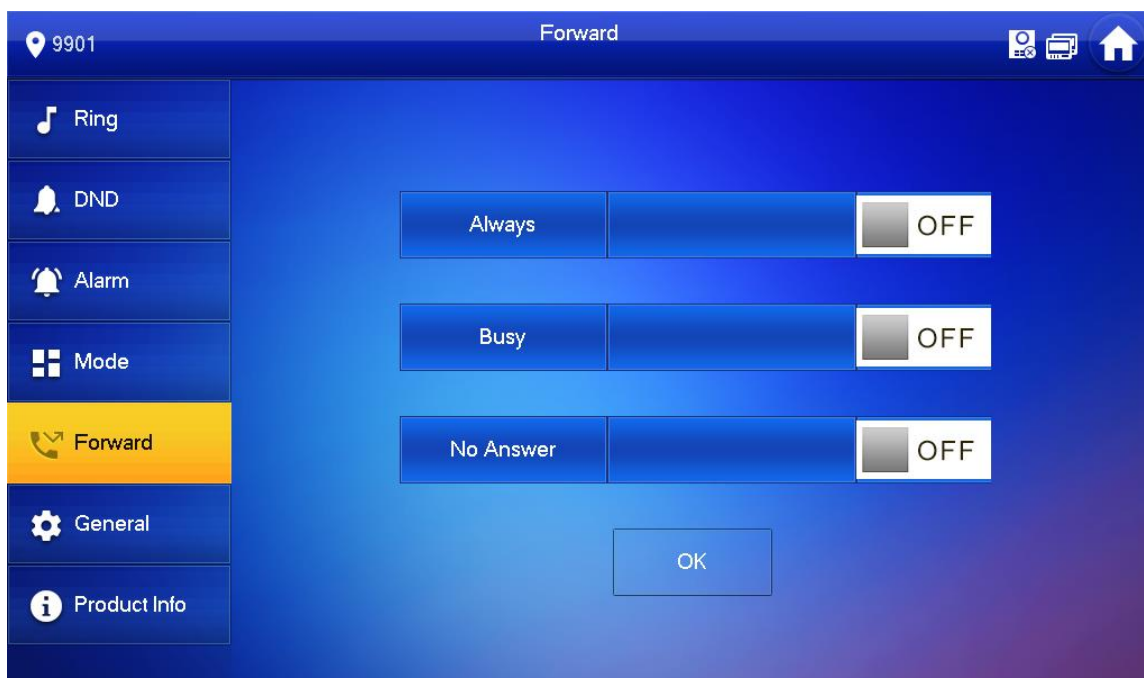 9901
Forward
Ring
DND
Alarm
Mode
Forward
General
Product Info
Always
OFF
Busy
OFF
No Answer
OFF
OK